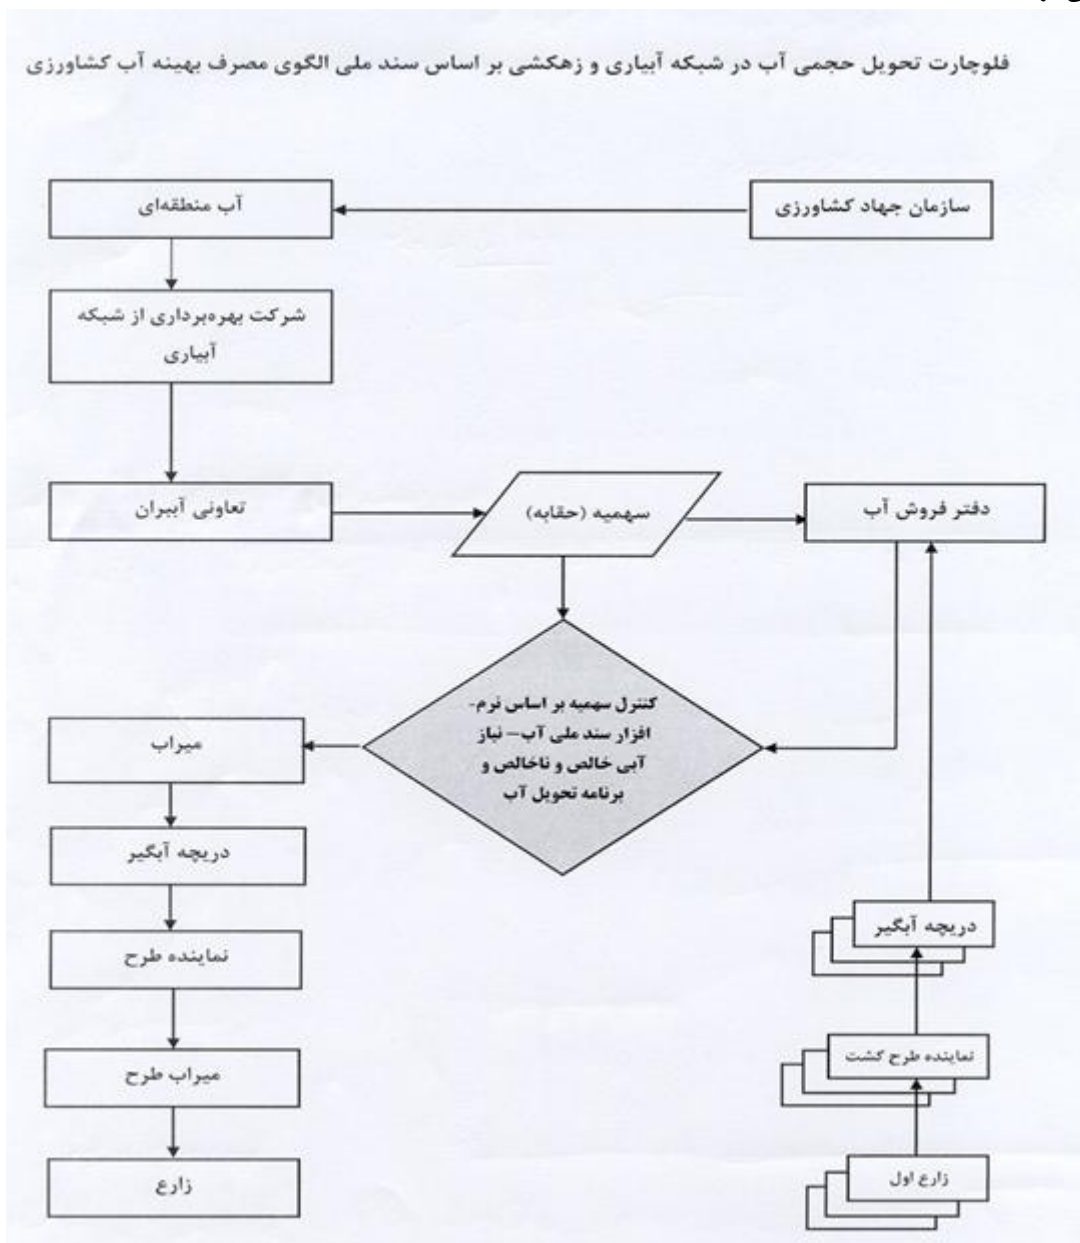 فلوچارت تحویل حجمی آب در شبکه آبیاری و زهکشی بر اساس سند ملی الگوی مصرف بهینه آب کشاورزی
سازمان جهاد کشاورزی
آب منطقه‌ای
شرکت بهره‌برداری از شبکه
آبیاری
تعاونی آببران
سهمیه (حقابه)
دفتر فروش آب
کنترل سهمیه بر اساس نرم-
افزار سند ملی آب– نیاز
آبی خالص و ناخالص و
برنامه تحویل آب
میراب
دریچه آبگیر
نماینده طرح
میراب طرح
زارع
دریچه آبگیر
نماینده طرح کشت
زارع اول